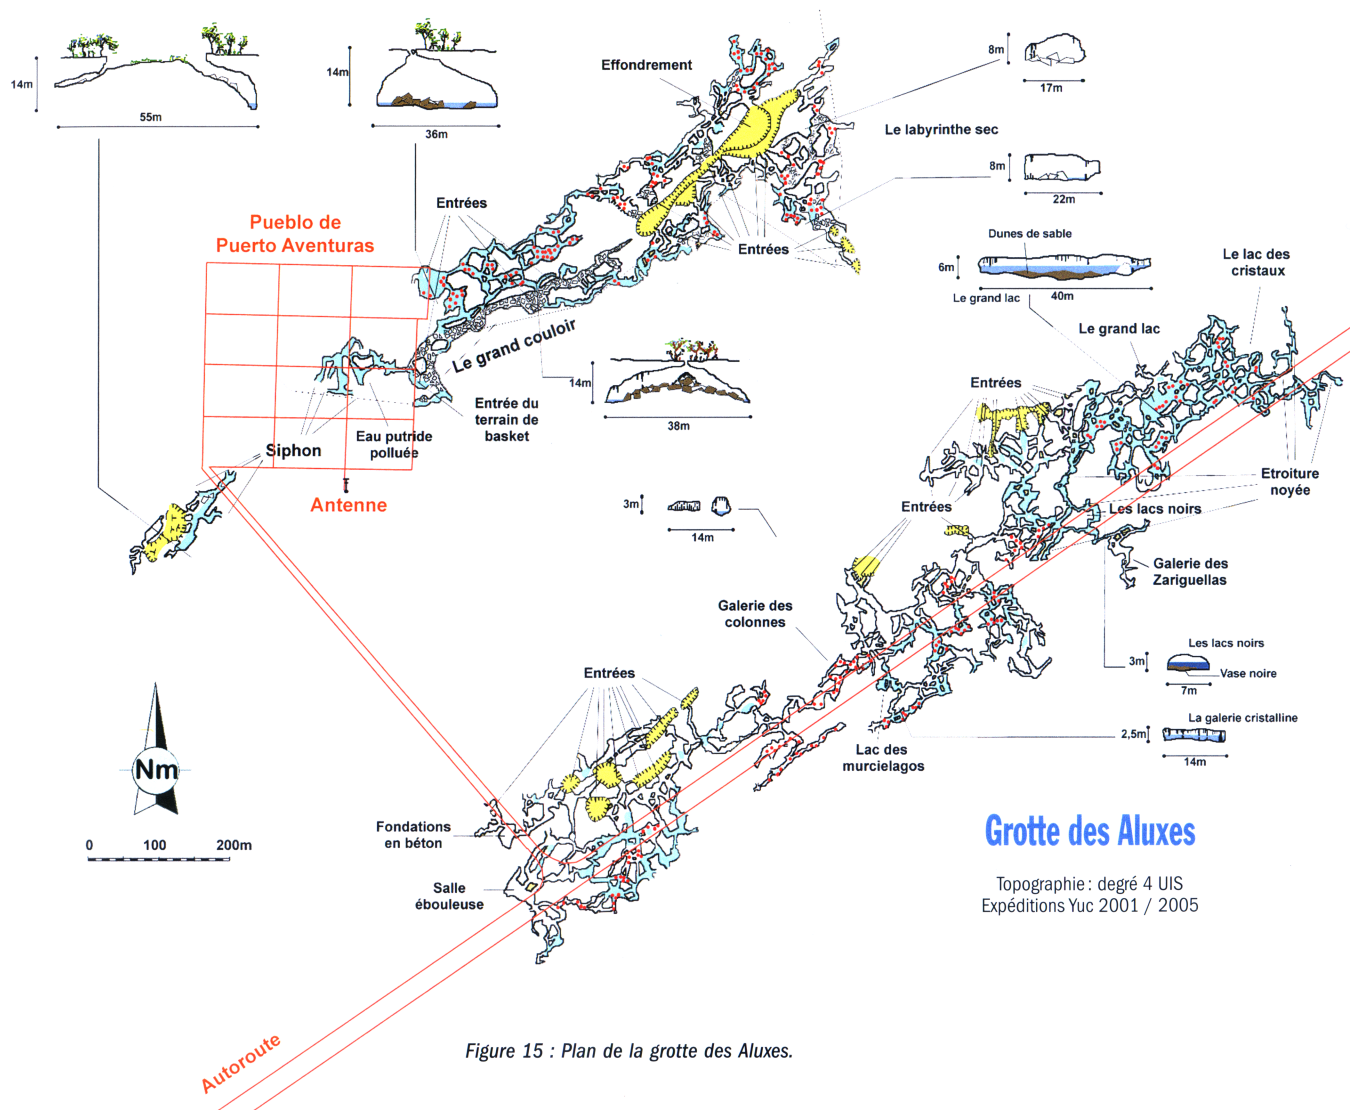 14m
55m
14m
36m
Effondrement
8m
17m
Le labyrinthe sec
8m
22m
Entrées
Pueblo de
Puerto Aventuras
Entrées
Dunes de sable
6m
40m
Le grand lac
Le lac des
cristaux
Le grand lac
Le grand couloir
14m
38m
Entrées
Entrée du
terrain de
basket
Eau putride
polluée
Siphon
Antenne
Etroiture
noyée
Entrées
Les lacs noirs
3m
14m
Galerie des
Zariguellas
Galerie des
colonnes
Les lacs noirs
3m
Vase noire
7m
Entrées
La galerie cristalline
2,5m
14m
Lac des
murcielagos
Nm
0 100 200m
Fondations
en béton
Salle
ébouleuse
Grotte des Aluxes
Topographie : degré 4 UIS
Expéditions Yuc 2001 / 2005
Autoroute
Figure 15 : Plan de la grotte des Aluxes.